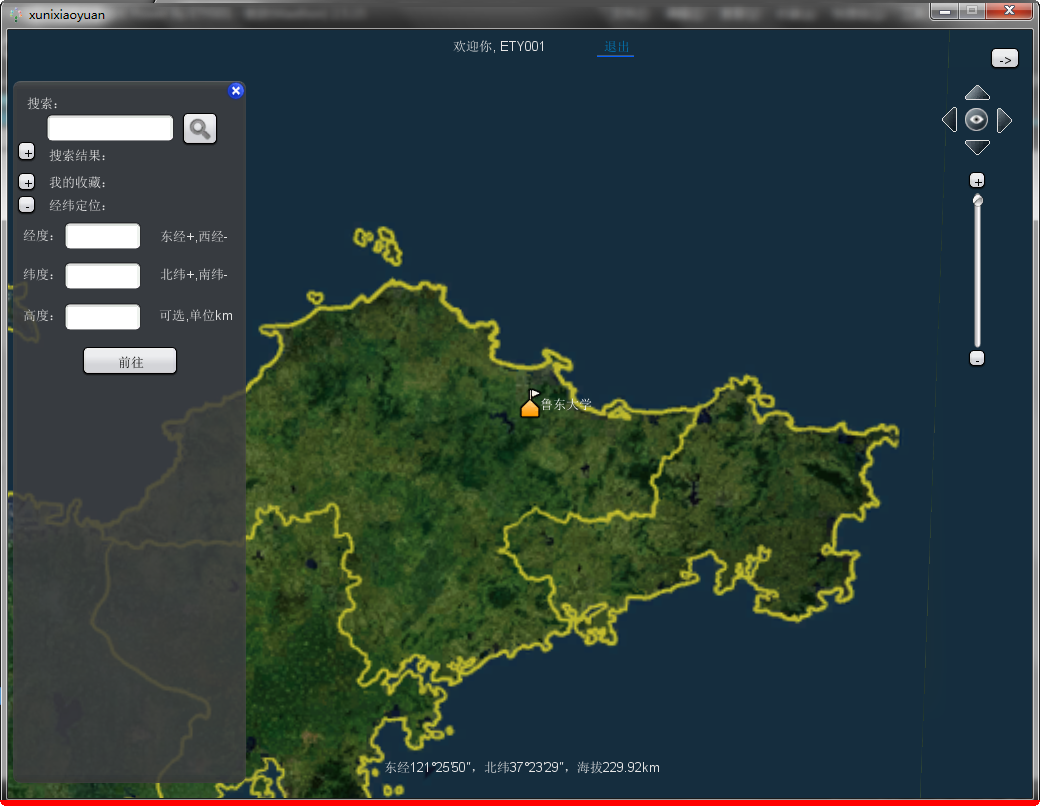 xunixiaoyuan
欢迎你, ETY001 退出
->
搜索：
+ 搜索结果：
+ 我的收藏：
- 经纬定位：
经度： 东经+,西经-
纬度： 北纬+,南纬-
高度： 可选,单位km
前往
+
-
鲁东大学
东经121°25'50"，北纬37°23'29"，海拔229.92km